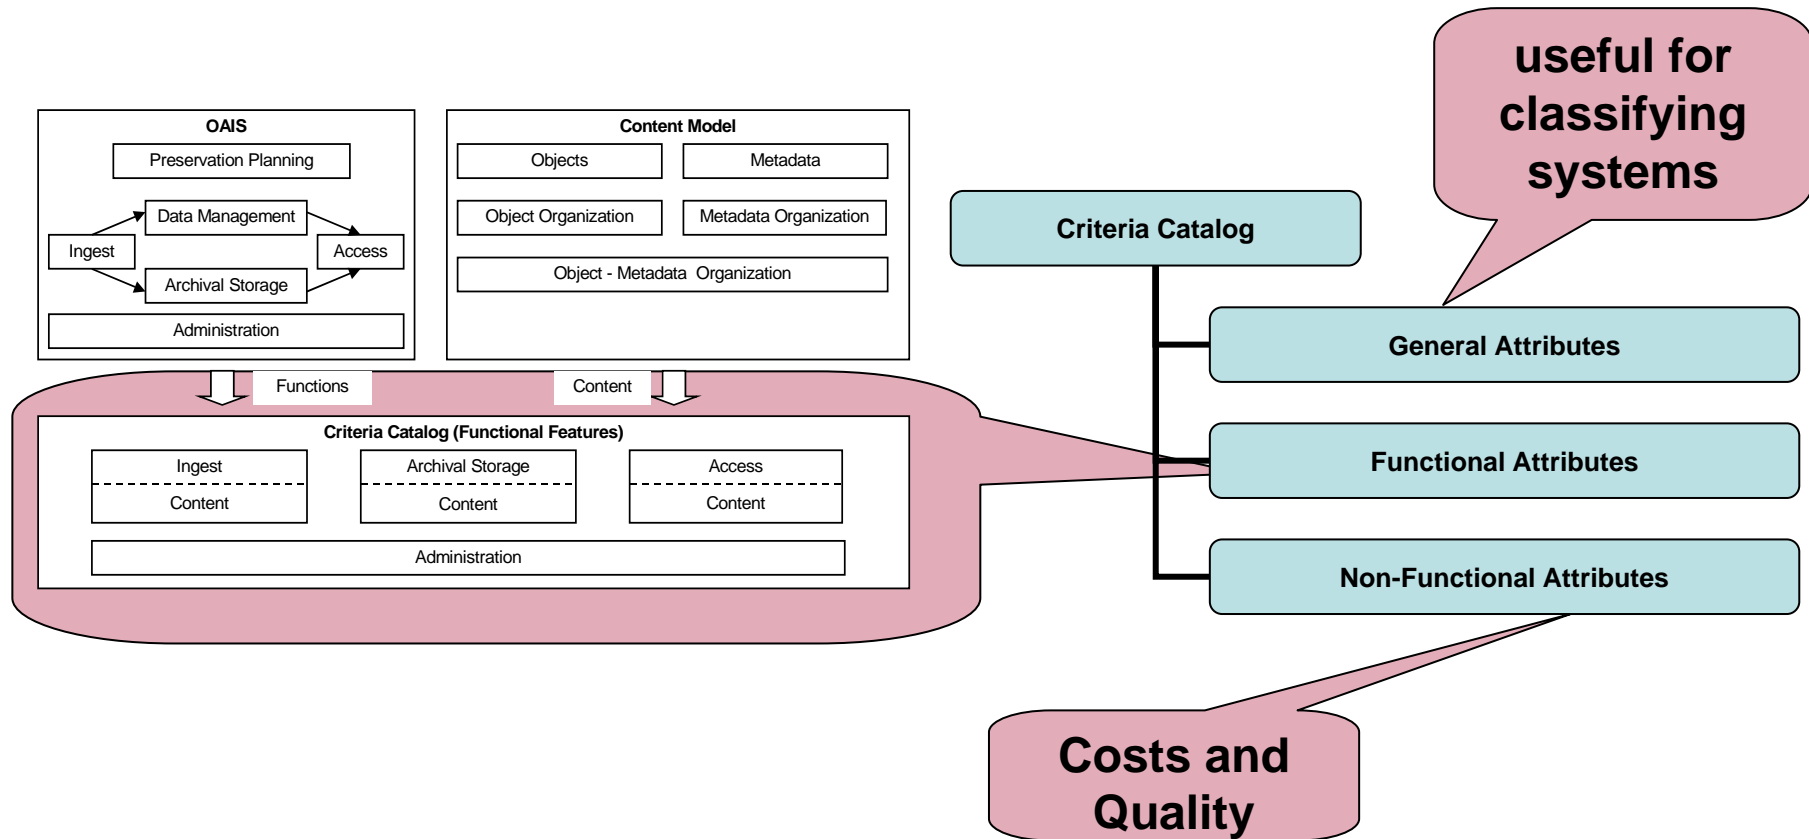 OAIS
Preservation Planning
Data Management
Ingest
Access
Archival Storage
Administration
Content Model
Objects
Metadata
Object Organization
Metadata Organization
Object - Metadata Organization
Functions
Content
Criteria Catalog (Functional Features)
Ingest
Content
Archival Storage
Content
Access
Content
Administration
useful for
classifying
systems
Criteria Catalog
General Attributes
Functional Attributes
Non-Functional Attributes
Costs and
Quality